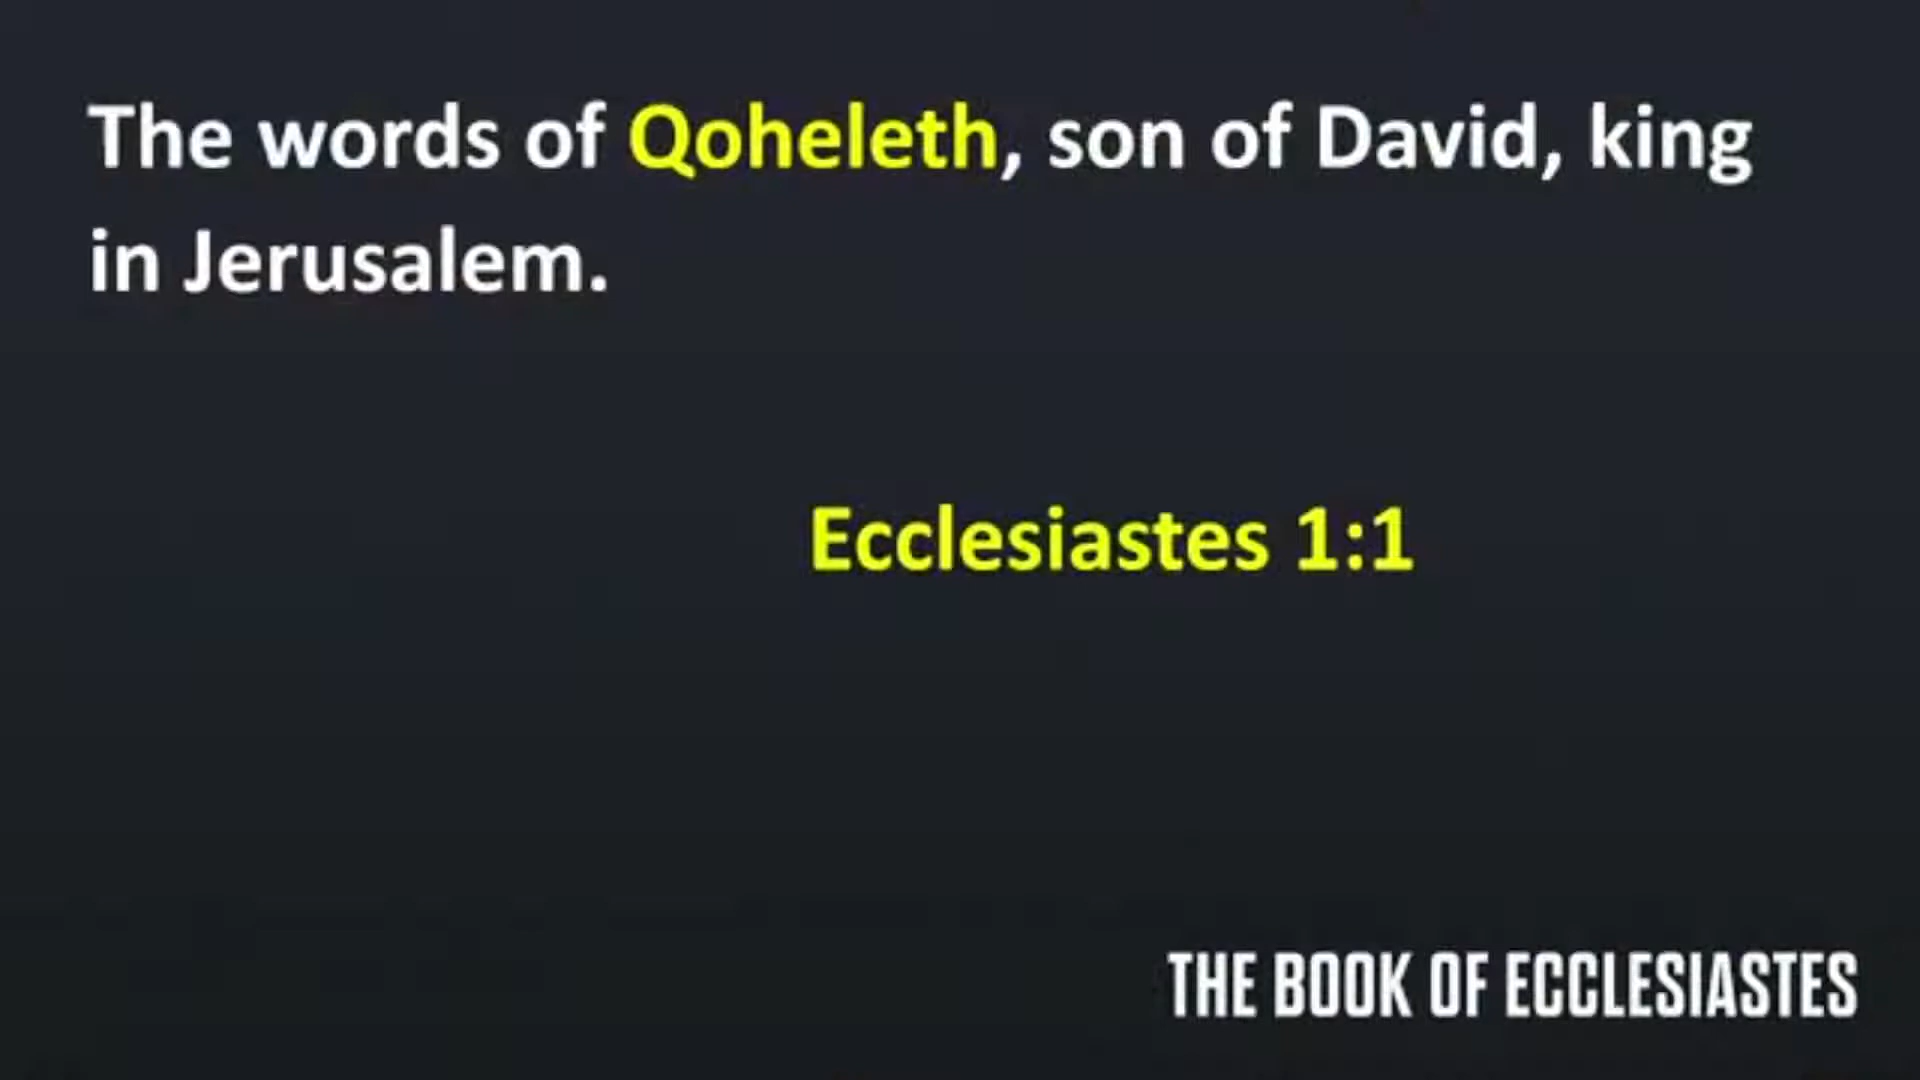 The words of Qoheleth, son of David, king
in Jerusalem.
Ecclesiastes 1:1
THE BOOK OF ECCLESIASTES